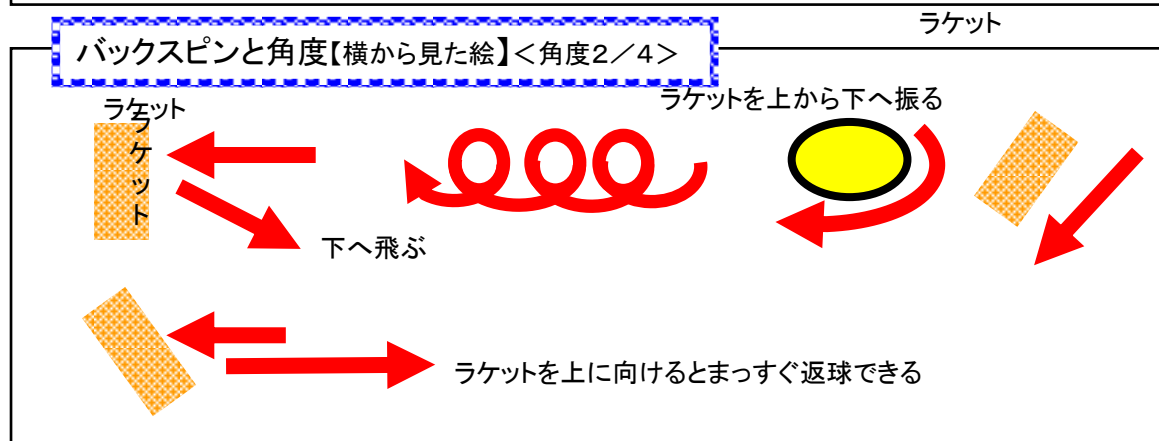 ラケット
バックスピンと角度【横から見た絵】＜角度２／４＞
ラケット
ラケット
ラケットを上から下へ振る
下へ飛ぶ
ラケットを上に向けるとまっすぐ返球できる